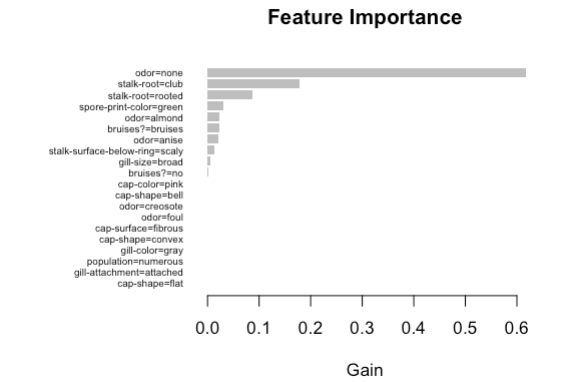 Feature Importance
odor=none
stalk-root=club
stalk-root=rooted
spore-print-color=green
odor=almond
bruises?=bruises
odor=anise
stalk-surface-below-ring=scaly
gill-size=broad
bruises?=no
cap-color=pink
cap-shape=bell
odor=creosote
odor=foul
cap-surface=fibrous
cap-shape=convex
gill-color=gray
population=numerous
gill-attachment=attached
cap-shape=flat
0.0 0.1 0.2 0.3 0.4 0.5 0.6
Gain